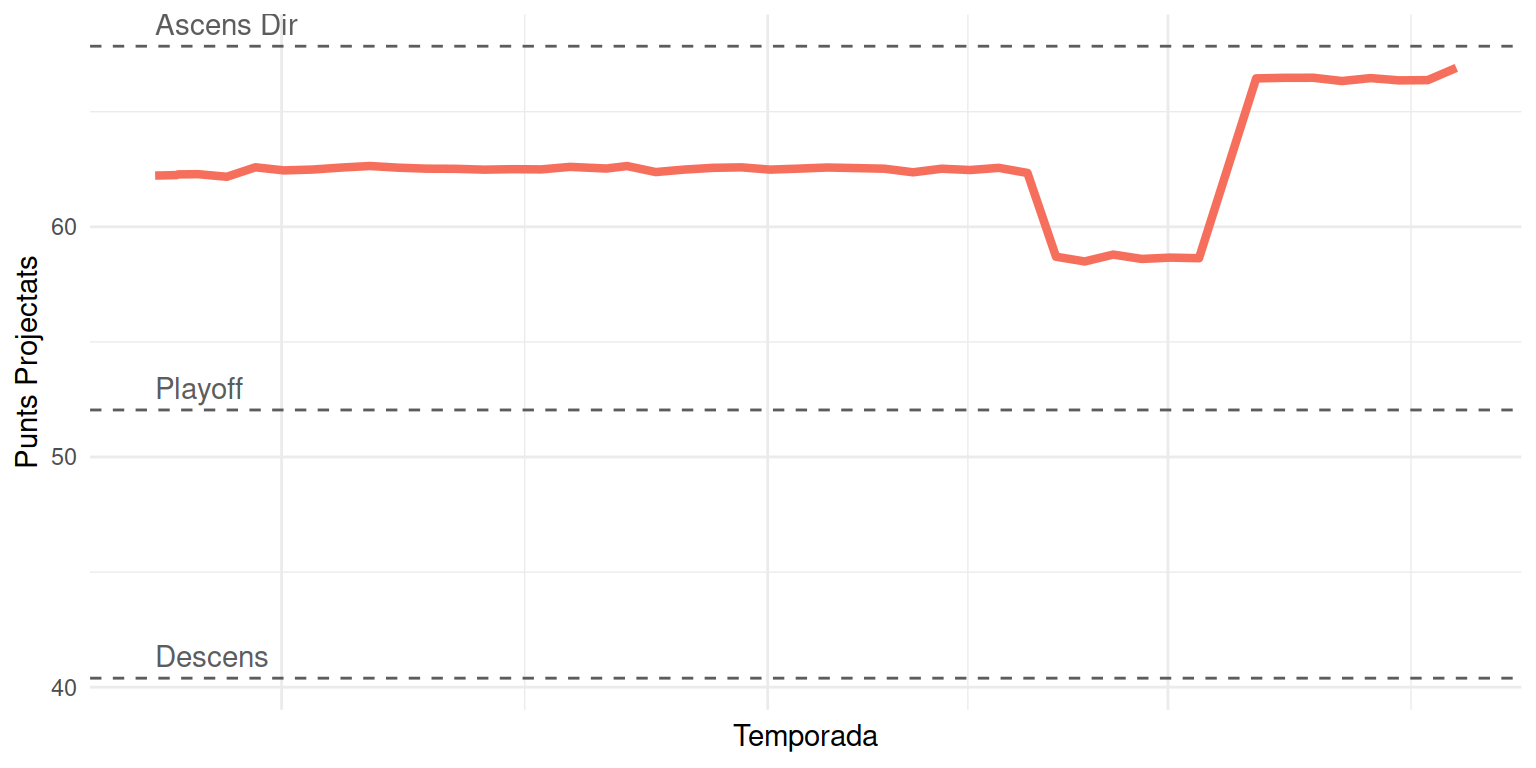 Ascens Dir
60
Playoff
Punts Projectats
50
Descens
40
Temporada